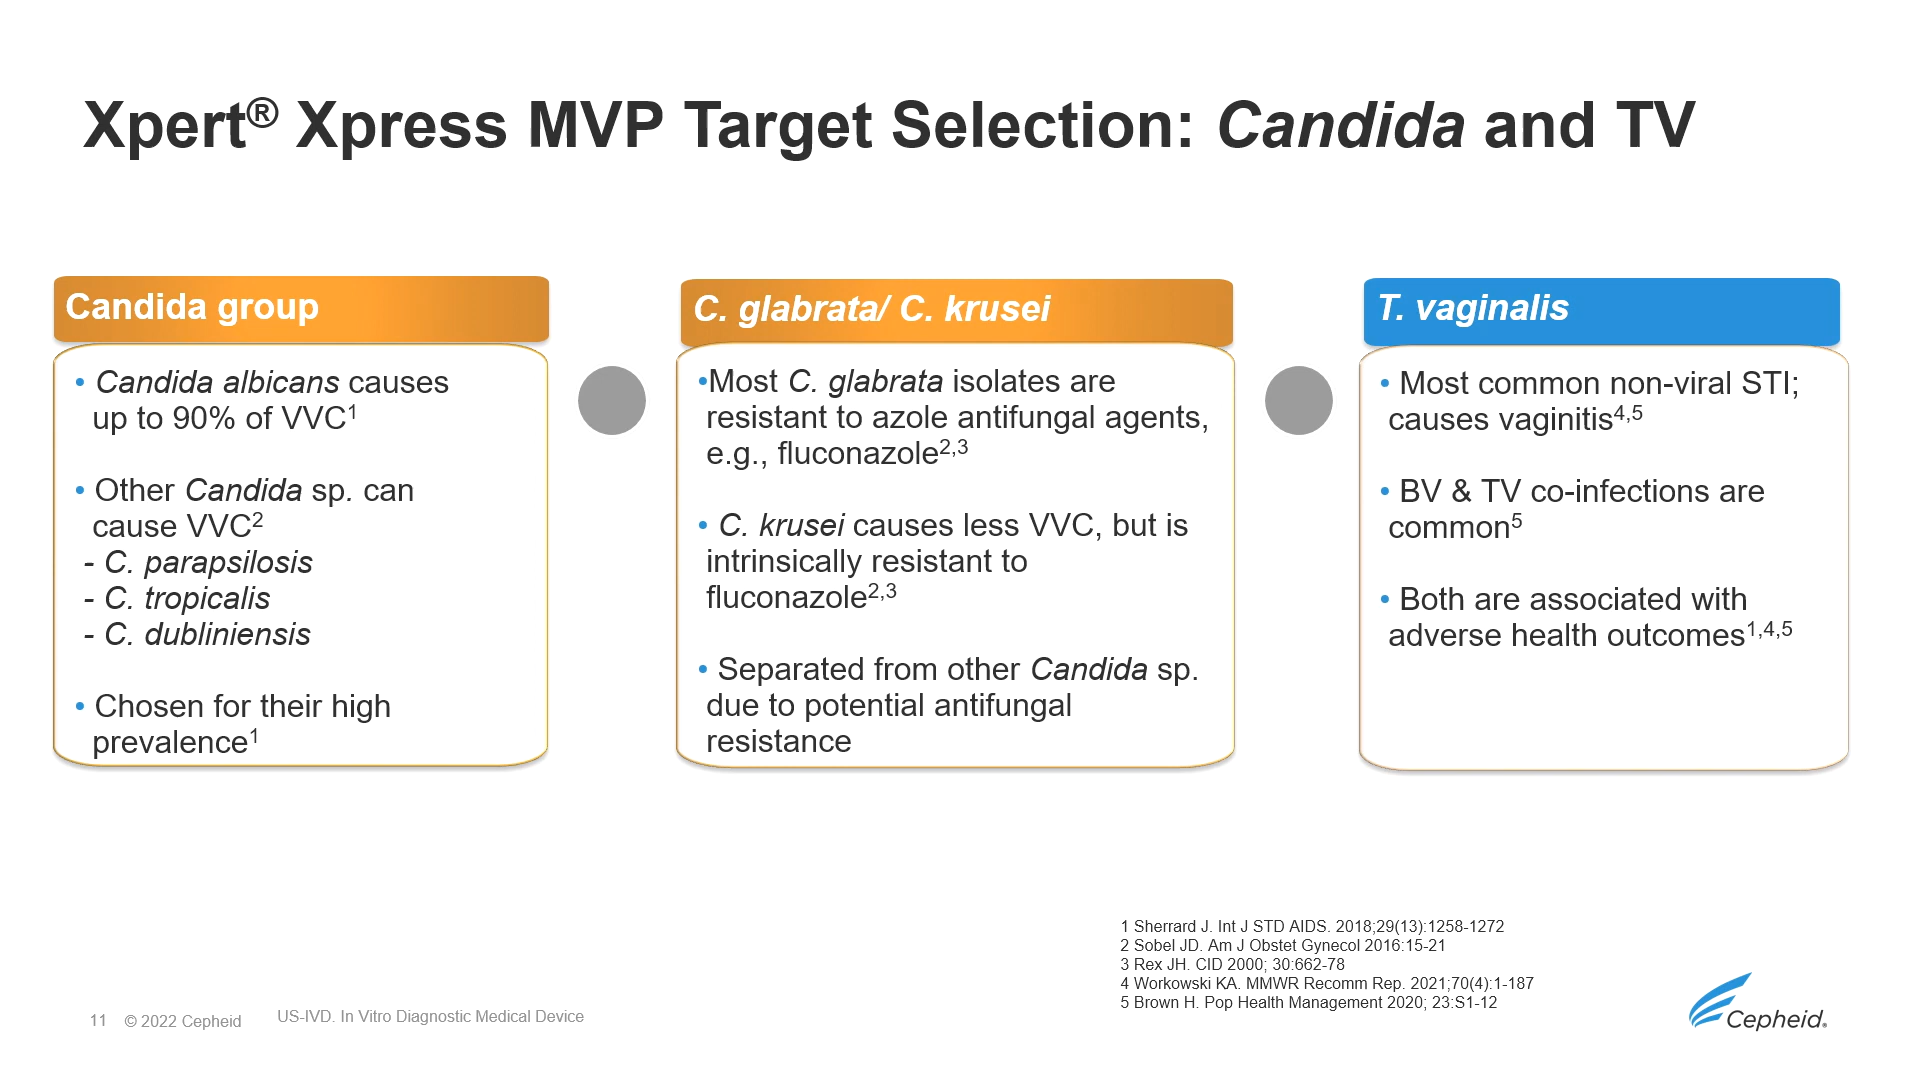 Xpert® Xpress MVP Target Selection: Candida and TV
Candida group
• Candida albicans causes
up to 90% of VVC1
• Other Candida sp. can
cause VVC2
- C. parapsilosis
- C. tropicalis
- C. dubliniensis
• Chosen for their high
prevalence1
C. glabrata/ C. krusei
•Most C. glabrata isolates are
resistant to azole antifungal agents,
e.g., fluconazole2,3
• C. krusei causes less VVC, but is
intrinsically resistant to
fluconazole2,3
• Separated from other Candida sp.
due to potential antifungal
resistance
T. vaginalis
• Most common non-viral STI;
causes vaginitis4,5
• BV & TV co-infections are
common5
• Both are associated with
adverse health outcomes1,4,5
1 Sherrard J. Int J STD AIDS. 2018;29(13):1258-1272
2 Sobel JD. Am J Obstet Gynecol 2016:15-21
3 Rex JH. CID 2000; 30:662-78
4 Workowski KA. MMWR Recomm Rep. 2021;70(4):1-187
5 Brown H. Pop Health Management 2020; 23:S1-12
11 © 2022 Cepheid US-IVD. In Vitro Diagnostic Medical Device
Cepheid®